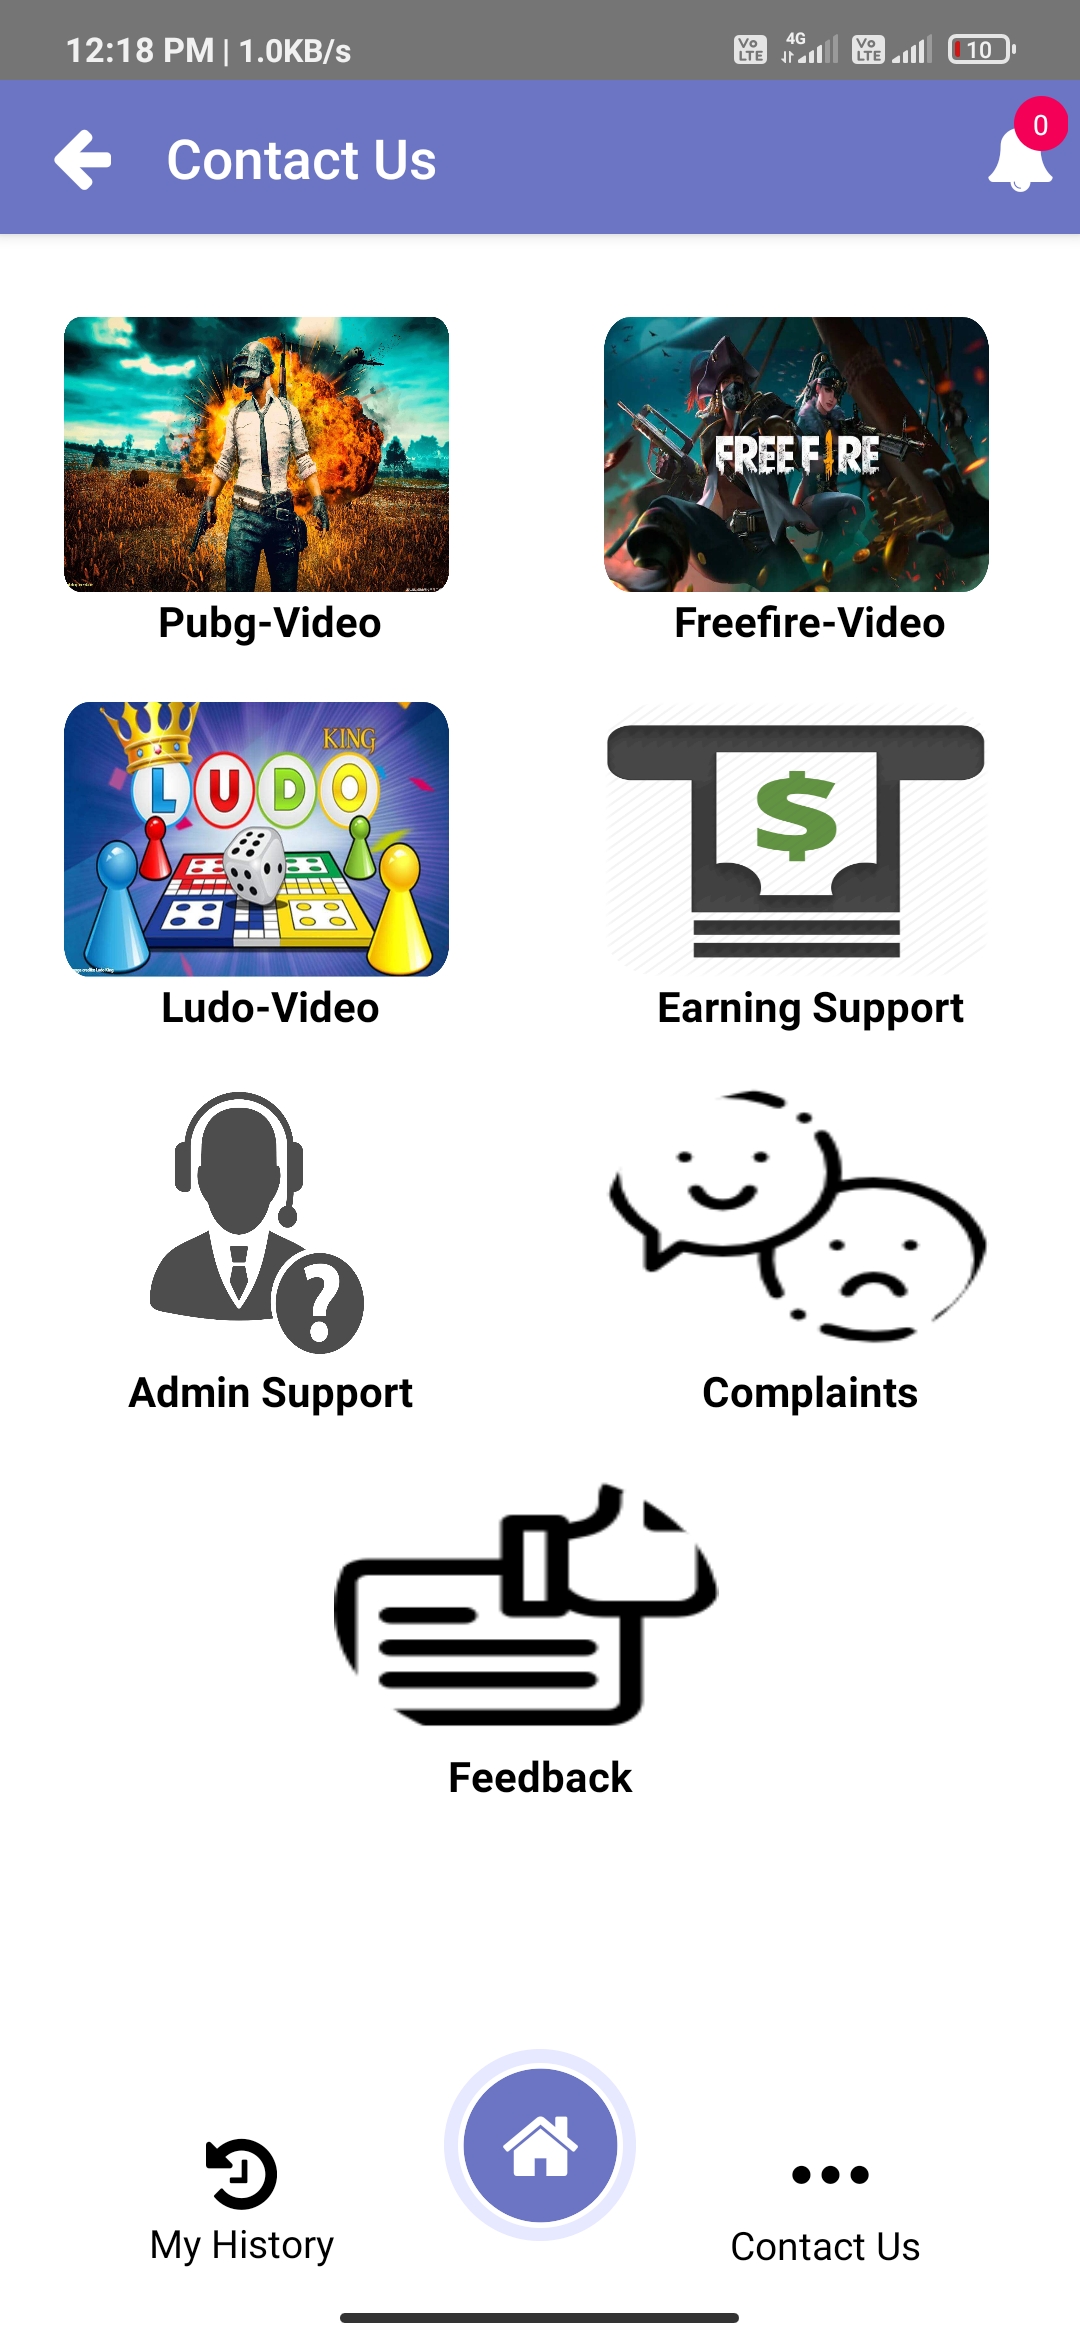 12:18 PM | 1.0KB/s
Vo LTE 4G Vo LTE 10
Contact Us
0
FREE FIRE
Pubg-Video
Freefire-Video
KING
LUDO
$
Ludo-Video
Earning Support
?
Admin Support
Complaints
Feedback
My History
Contact Us